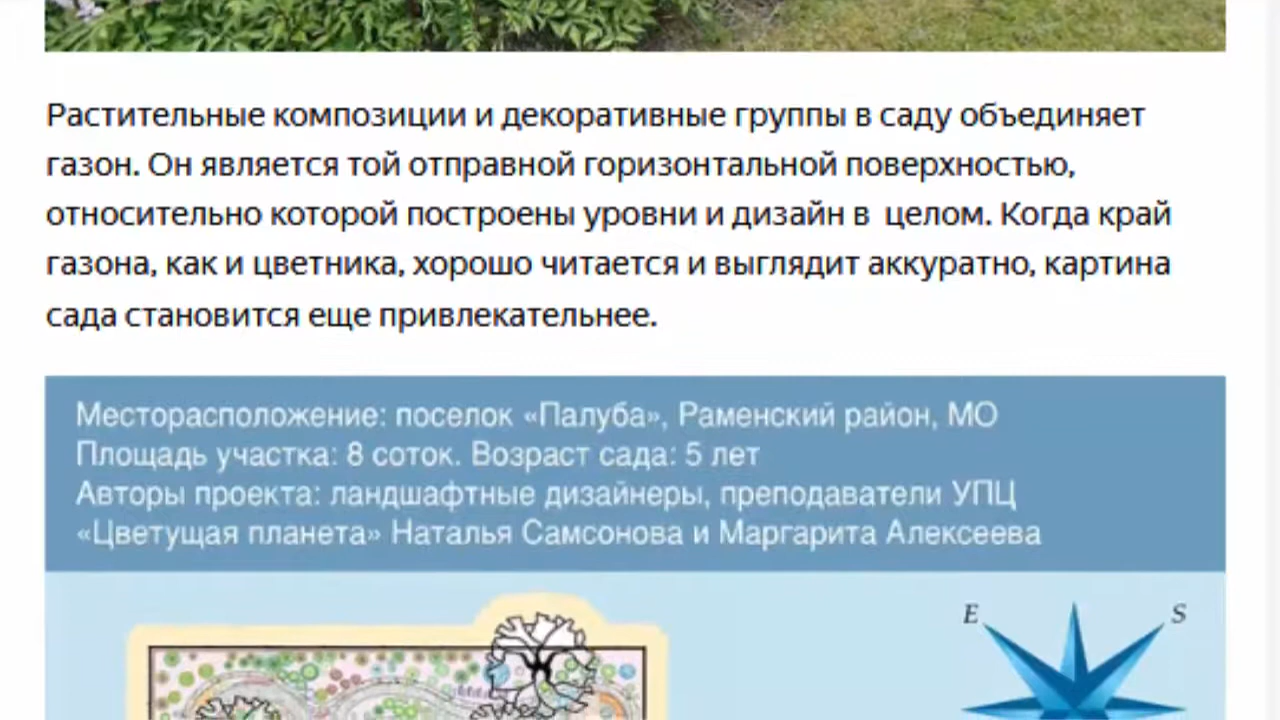 Растительные композиции и декоративные группы в саду объединяет
газон. Он является той отправной горизонтальной поверхностью,
относительно которой построены уровни и дизайн в целом. Когда край
газона, как и цветника, хорошо читается и выглядит аккуратно, картина
сада становится еще привлекательнее.
Месторасположение: поселок «Палуба», Раменский район, МО
Площадь участка: 8 соток. Возраст сада: 5 лет
Авторы проекта: ландшафтные дизайнеры, преподаватели УПЦ
«Цветущая планета» Наталья Самсонова и Маргарита Алексеева
E S